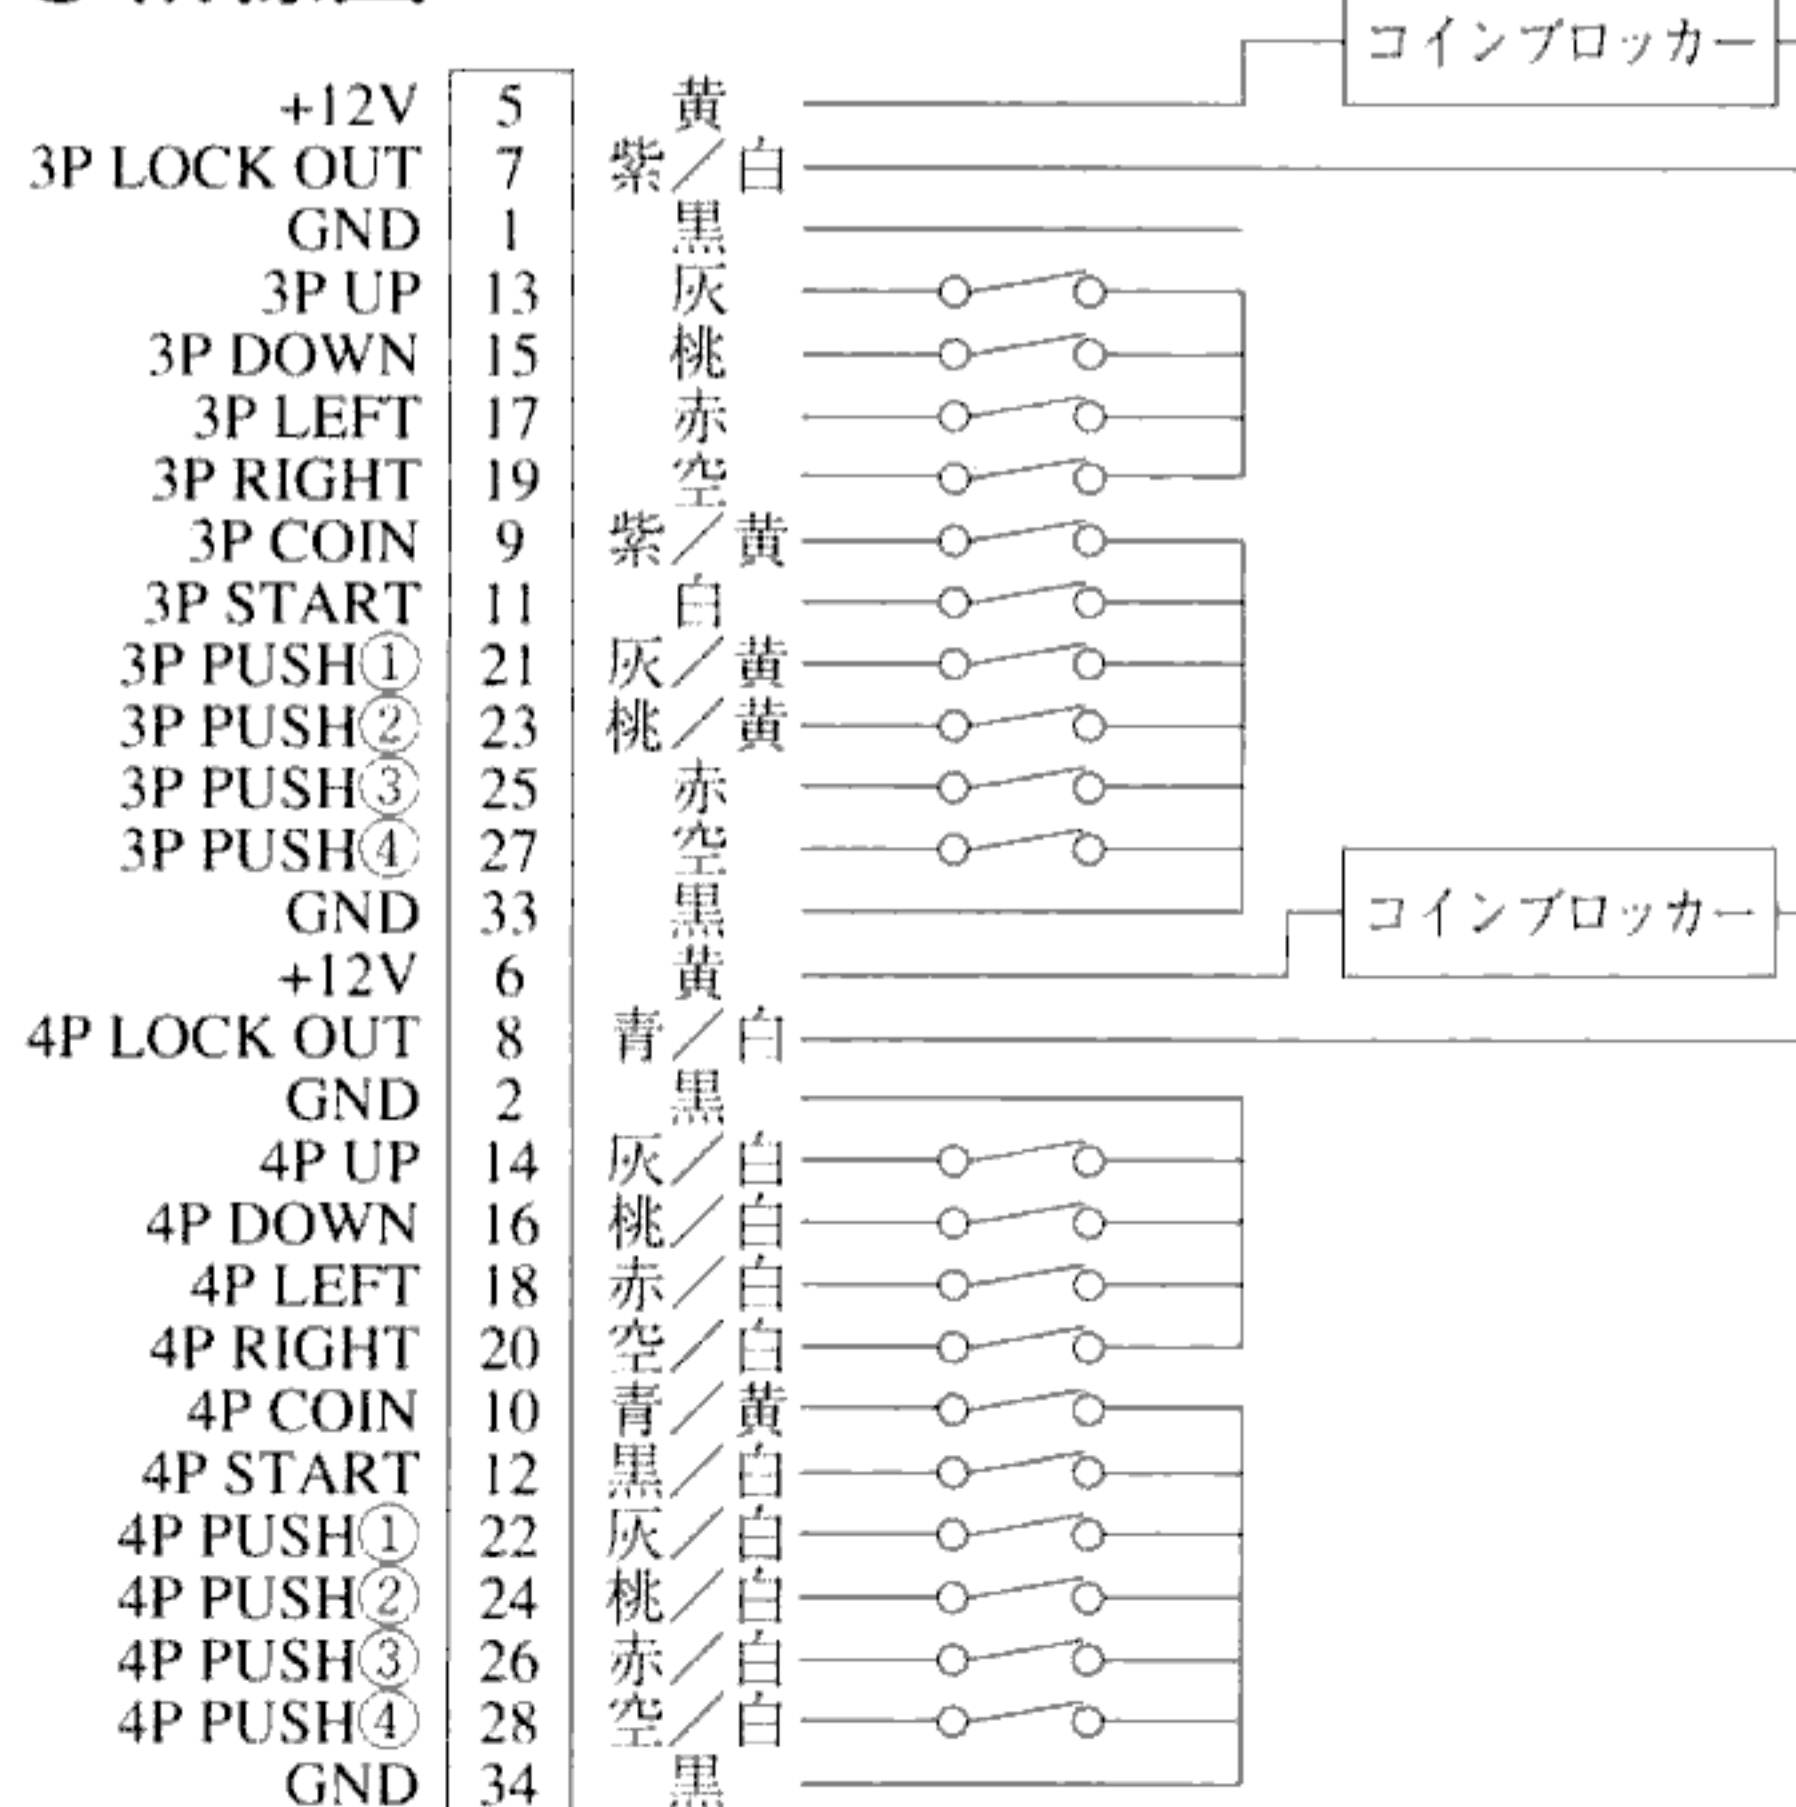 コインブロッカー
+12V 5 黄
3P LOCK OUT 7 紫／白
GND 1 黒
3P UP 13 灰
3P DOWN 15 桃
3P LEFT 17 赤
3P RIGHT 19 空
3P COIN 9 紫／黄
3P START 11 白
3P PUSH① 21 灰／黄
3P PUSH② 23 桃／黄
3P PUSH③ 25 赤
3P PUSH④ 27 空
GND 33 黒 コインブロッカー
+12V 6 黄
4P LOCK OUT 8 青／白
GND 2 黒
4P UP 14 灰／白
4P DOWN 16 桃／白
4P LEFT 18 赤／白
4P RIGHT 20 空／白
4P COIN 10 青／黄
4P START 12 黒／白
4P PUSH① 22 灰／白
4P PUSH② 24 桃／白
4P PUSH③ 26 赤／白
4P PUSH④ 28 空／白
GND 34 黒